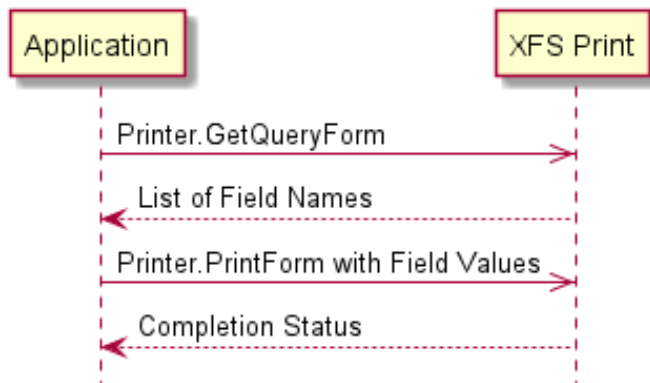 Application
XFS Print
Printer.GetQueryForm
List of Field Names
Printer.PrintForm with Field Values
Completion Status